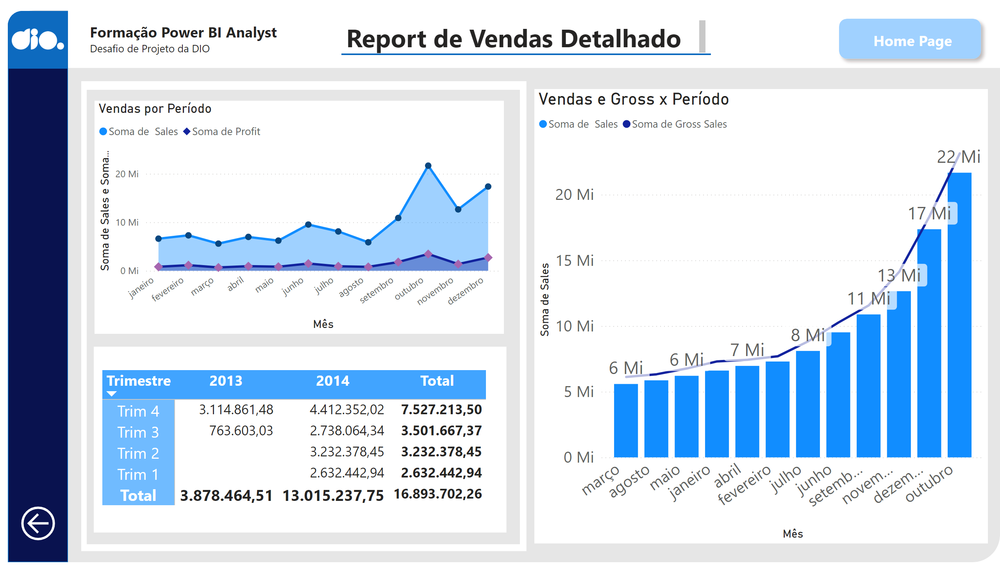 dio.
Formação Power BI Analyst
Desafio de Projeto da DIO
Report de Vendas Detalhado
Home Page
Vendas por Período
Soma de  Sales
Soma de Profit
Soma de Sales e Soma...
20 Mi
10 Mi
0 Mi
janeiro
fevereiro
março
abril
maio
junho
julho
agosto
setembro
outubro
novembro
dezembro
Mês
Trimestre 2013 2014 Total
Trim 4 3.114.861,48 4.412.352,02 7.527.213,50
Trim 3 763.603,03 2.738.064,34 3.501.667,37
Trim 2 3.232.378,45 3.232.378,45
Trim 1 2.632.442,94 2.632.442,94
Total 3.878.464,51 13.015.237,75 16.893.702,26
Vendas e Gross x Período
Soma de  Sales
Soma de Gross Sales
Soma de Sales
20 Mi
15 Mi
10 Mi
5 Mi
0 Mi
6 Mi
6 Mi
7 Mi
8 Mi
11 Mi
13 Mi
17 Mi
22 Mi
março
agosto
maio
janeiro
abril
fevereiro
julho
junho
setemb...
novem...
dezem...
outubro
Mês